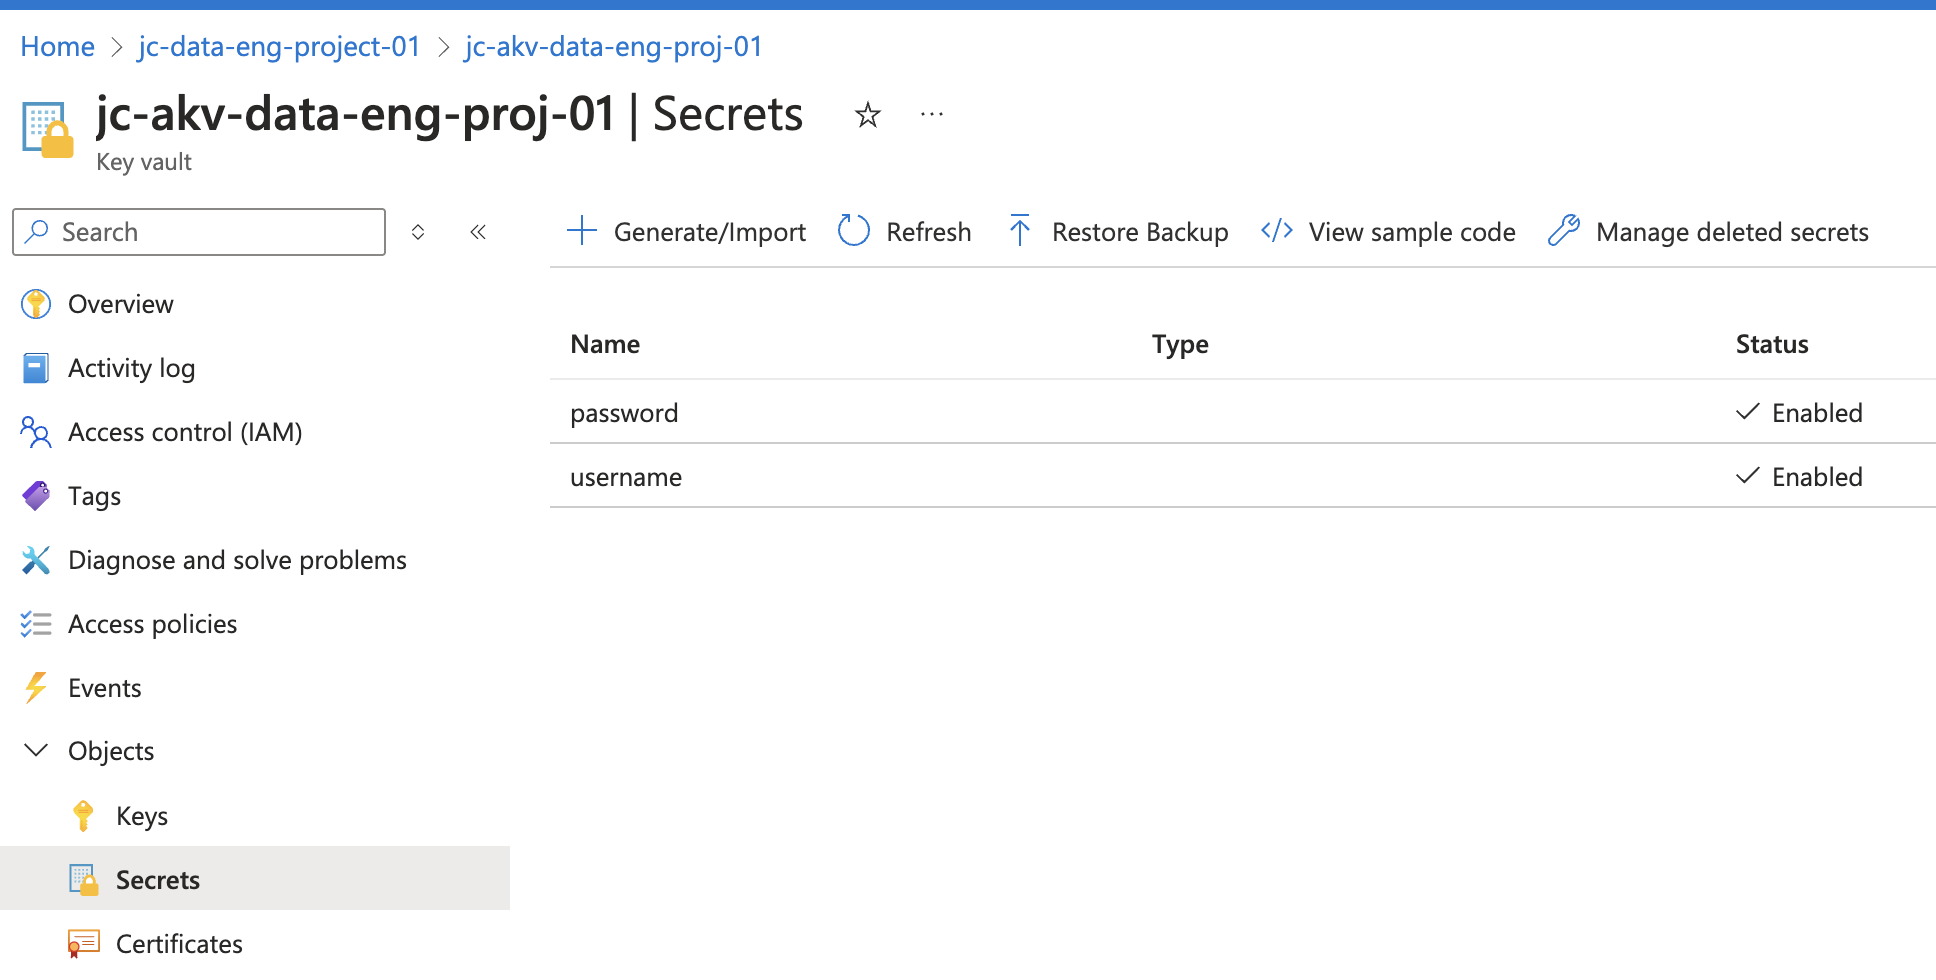 Home > jc-data-eng-project-01 > jc-akv-data-eng-proj-01
jc-akv-data-eng-proj-01 | Secrets ...
Key vault
Search
Overview
Activity log
Access control (IAM)
Tags
Diagnose and solve problems
Access policies
Events
Objects
Keys
Secrets
Certificates
Generate/Import Refresh Restore Backup </> View sample code Manage deleted secrets
Name Type Status
password Enabled
username Enabled